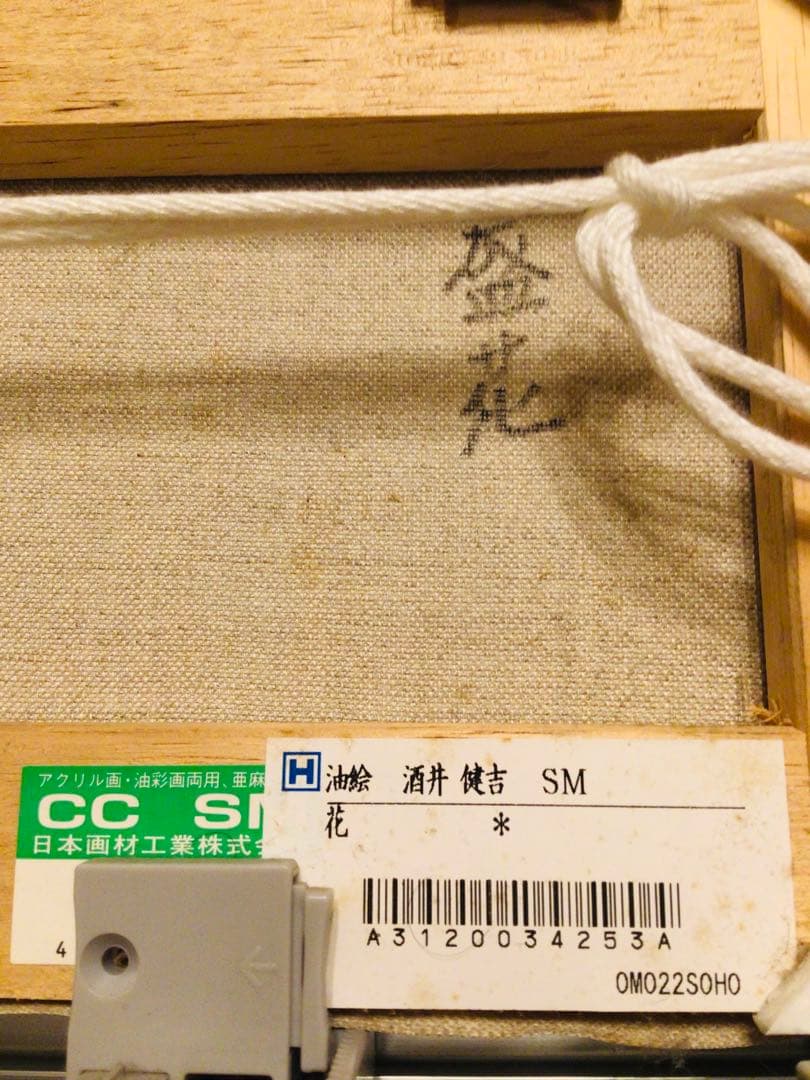 盛花
アクリル画・油彩画両用、亜麻
CC SM
日本画材工業株式会
4
H 油絵 酒井 健吉 SM
花 *
A31200034253A
OM022SOHO